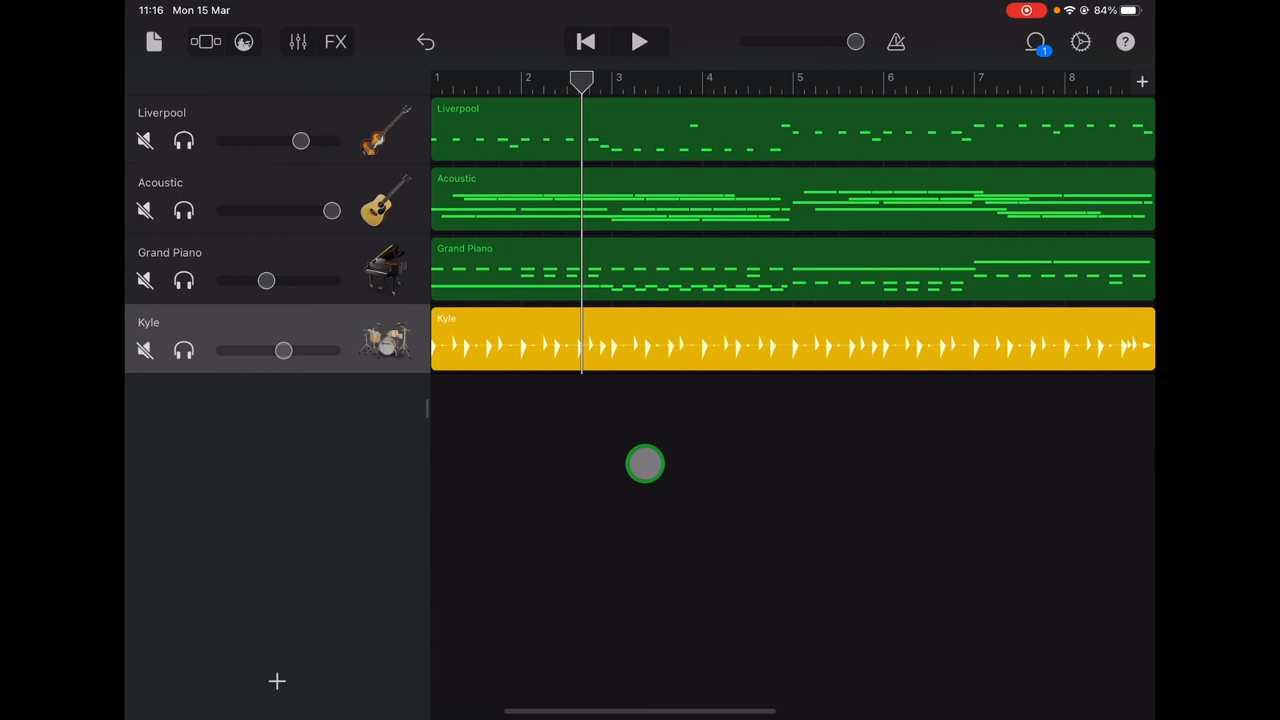 11:16 Mon 15 Mar
84%
FX
1
?
1 2 3 4 5 6 7 8 +
Liverpool
Liverpool
Acoustic
Acoustic
Grand Piano
Grand Piano
Kyle
Kyle
+